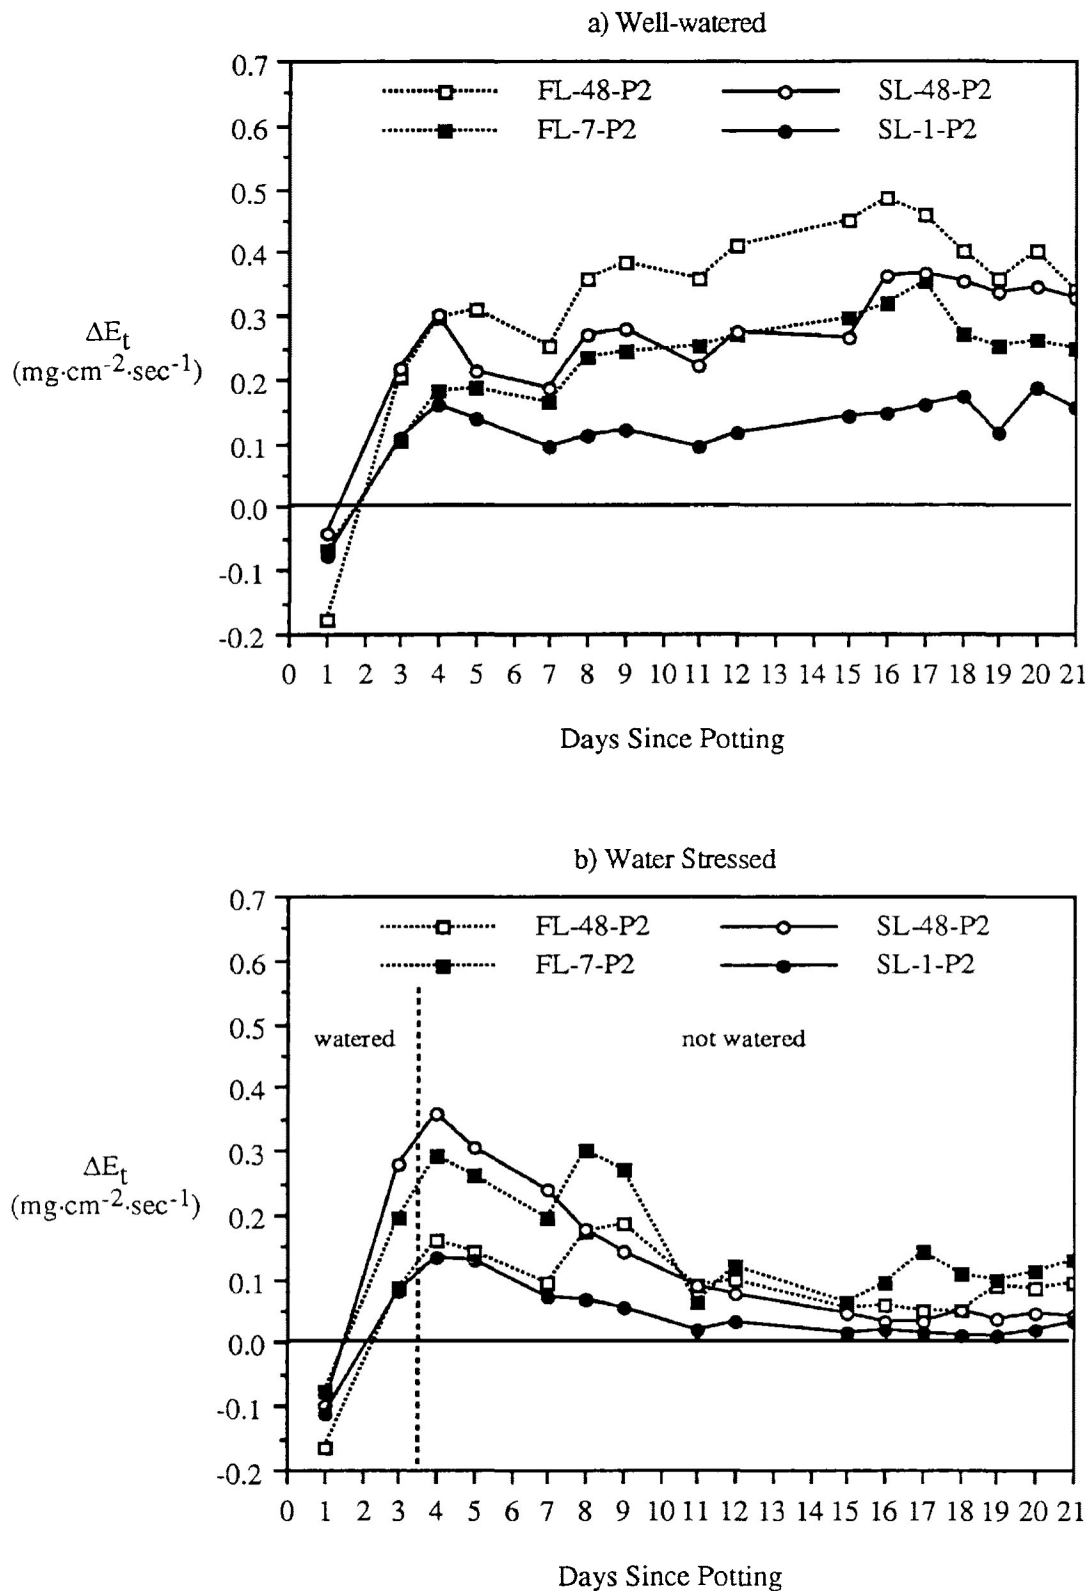 a) Well-watered
0.7
FL-48-P2 SL-48-P2
FL-7-P2 SL-1-P2
0.6
0.5
0.4
0.3
0.2
0.1
0.0
-0.1
-0.2
ΔEt
(mg·cm-2·sec-1)
0 1 2 3 4 5 6 7 8 9 10 11 12 13 14 15 16 17 18 19 20 21
Days Since Potting
b) Water Stressed
0.7
FL-48-P2 SL-48-P2
FL-7-P2 SL-1-P2
0.6
0.5
watered not watered
0.4
0.3
0.2
0.1
0.0
-0.1
-0.2
ΔEt
(mg·cm-2·sec-1)
0 1 2 3 4 5 6 7 8 9 10 11 12 13 14 15 16 17 18 19 20 21
Days Since Potting